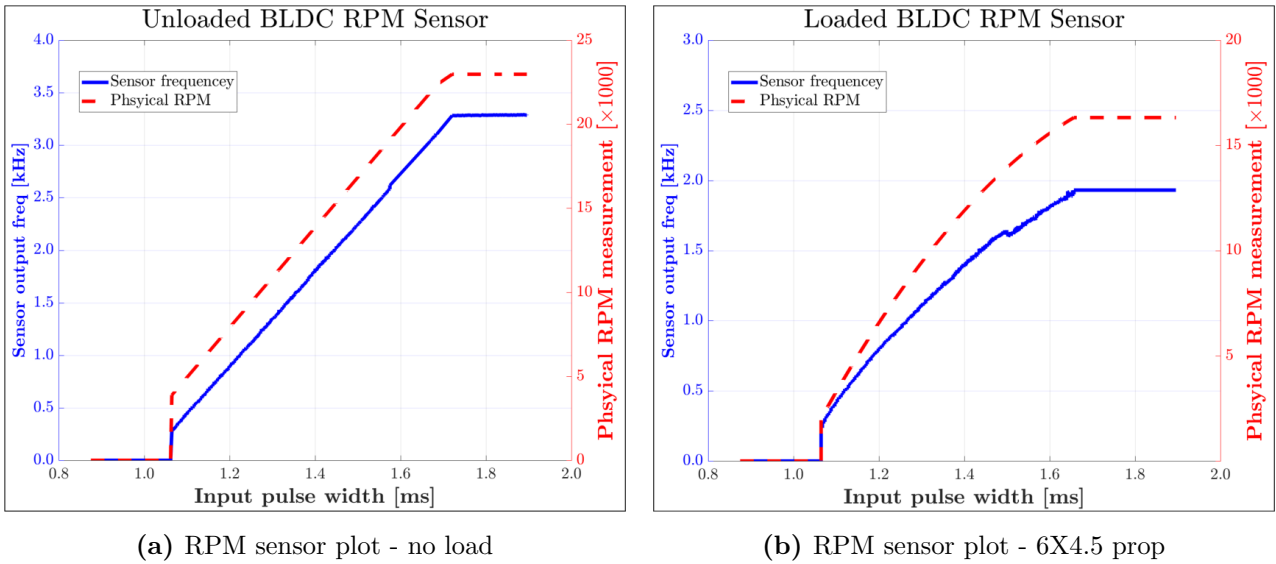 Unloaded BLDC RPM Sensor
4.0
3.5
3.0
2.5
2.0
1.5
1.0
0.5
0.0
Sensor output freq [kHz]
Sensor frequencey
Phsyical RPM
25
20
15
10
5
0
Phsyical RPM measurement [×1000]
0.8 1.0 1.2 1.4 1.6 1.8 2.0
Input pulse width [ms]
(a) RPM sensor plot - no load
Loaded BLDC RPM Sensor
3.0
2.5
2.0
1.5
1.0
0.5
0.0
Sensor output freq [kHz]
Sensor frequencey
Phsyical RPM
20
15
10
5
Phsyical RPM measurement [×1000]
0.8 1.0 1.2 1.4 1.6 1.8 2.0
Input pulse width [ms]
(b) RPM sensor plot - 6X4.5 prop